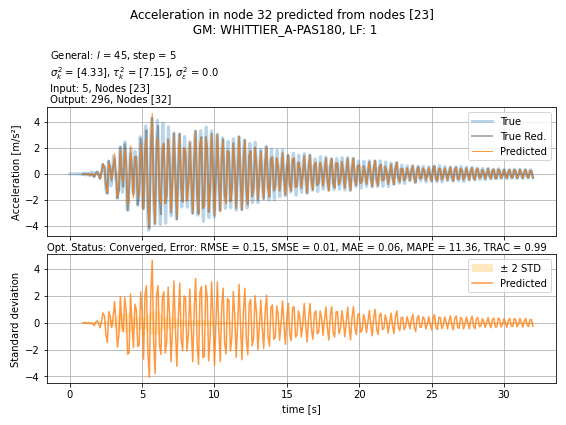 Acceleration in node 32 predicted from nodes [23]
GM: WHITTIER_A-PAS180, LF: 1
General: l = 45, step = 5
σ²ₖ = [4.33], τ²ₖ = [7.15], σ²ε = 0.0
Input: 5, Nodes [23]
Output: 296, Nodes [32]
Acceleration [m/s²]
4
2
0
−2
−4
True
True Red.
Predicted
Opt. Status: Converged, Error: RMSE = 0.15, SMSE = 0.01, MAE = 0.06, MAPE = 11.36, TRAC = 0.99
Standard deviation
4
2
0
−2
−4
± 2 STD
Predicted
0 5 10 15 20 25 30
time [s]